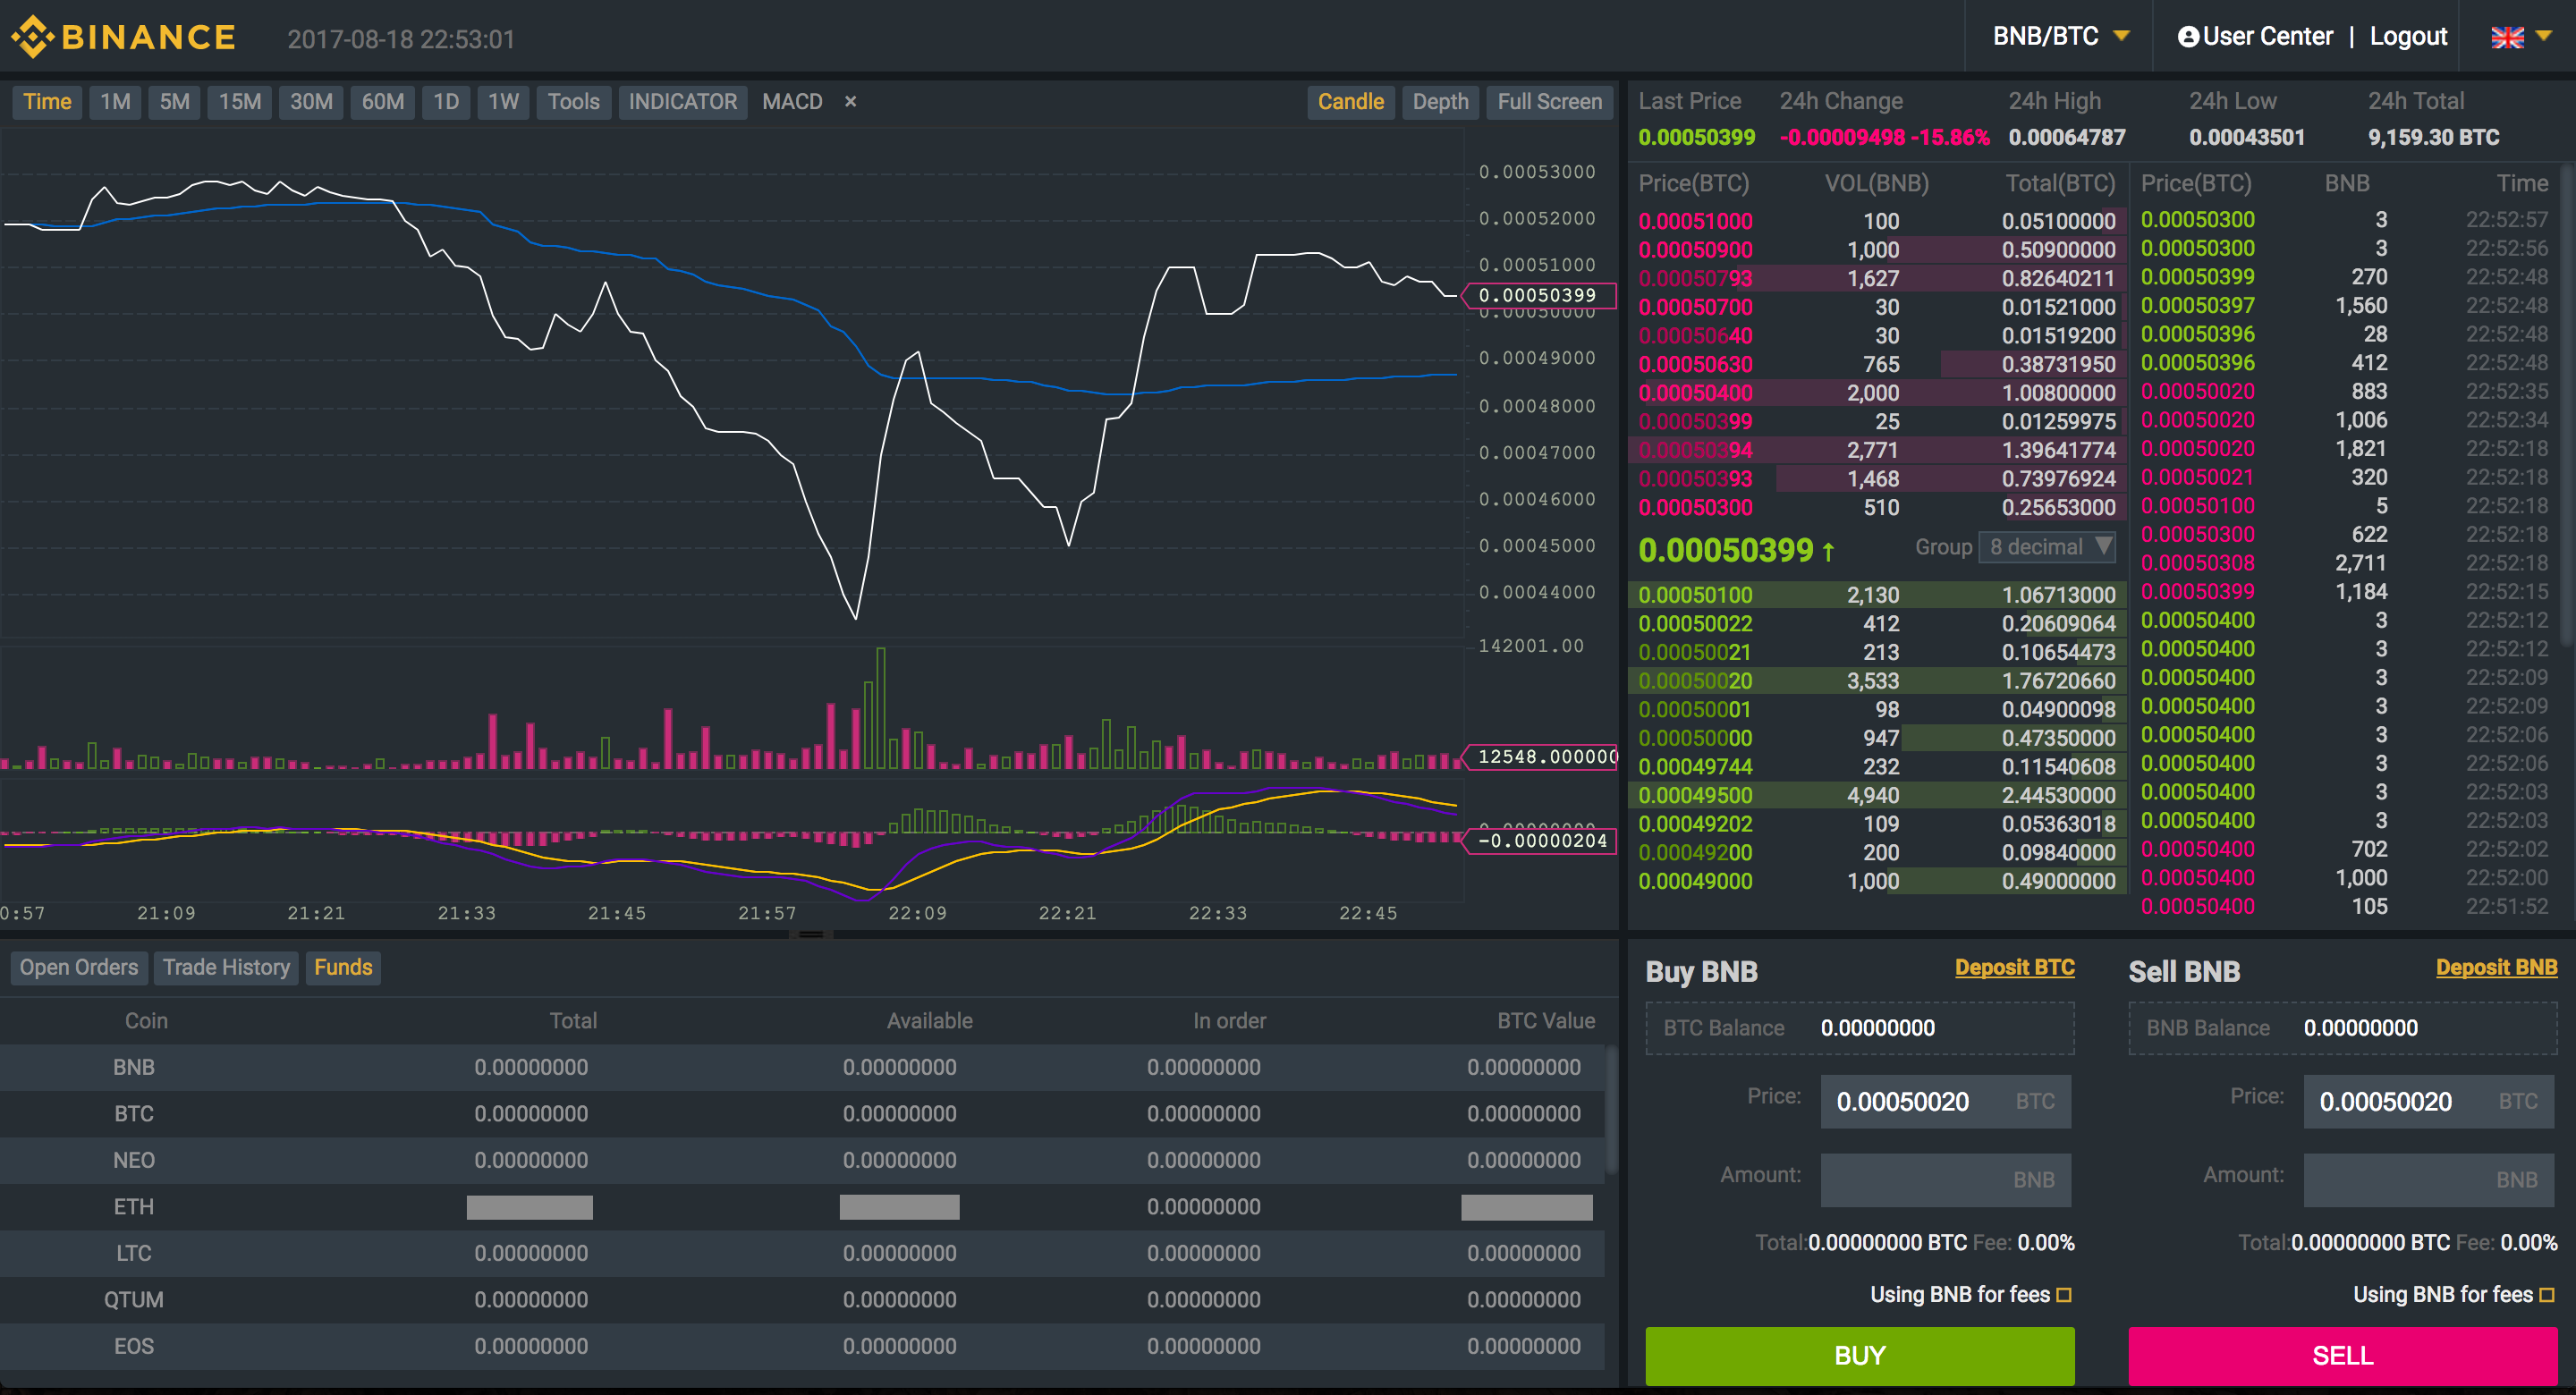 BINANCE 2017-08-18 22:53:01 BNB/BTC User Center | Logout
Time 1M 5M 15M 30M 60M 1D 1W Tools INDICATOR MACD × Candle Depth Full Screen
0.00053000
0.00052000
0.00051000
0.00050399
0.00050000
0.00049000
0.00048000
0.00047000
0.00046000
0.00045000
0.00044000
142001.00
12548.000000
-0.00000204
0:57 21:09 21:21 21:33 21:45 21:57 22:09 22:21 22:33 22:45
Last Price 24h Change 24h High 24h Low 24h Total
0.00050399 -0.00009498 -15.86% 0.00064787 0.00043501 9,159.30 BTC
Price(BTC) VOL(BNB) Total(BTC)
0.00051000 100 0.05100000
0.00050900 1,000 0.50900000
0.00050793 1,627 0.82640211
0.00050700 30 0.01521000
0.00050640 30 0.01519200
0.00050630 765 0.38731950
0.00050400 2,000 1.00800000
0.00050399 25 0.01259975
0.00050394 2,771 1.39641774
0.00050393 1,468 0.73976924
0.00050300 510 0.25653000
0.00050399↑ Group 8 decimal ▼
0.00050100 2,130 1.06713000
0.00050022 412 0.20609064
0.00050021 213 0.10654473
0.00050020 3,533 1.76720660
0.00050001 98 0.04900098
0.00050000 947 0.47350000
0.00049744 232 0.11540608
0.00049500 4,940 2.44530000
0.00049202 109 0.05363018
0.00049200 200 0.09840000
0.00049000 1,000 0.49000000
Price(BTC) BNB Time
0.00050300 3 22:52:57
0.00050300 3 22:52:56
0.00050399 270 22:52:48
0.00050397 1,560 22:52:48
0.00050396 28 22:52:48
0.00050396 412 22:52:48
0.00050020 883 22:52:35
0.00050020 1,006 22:52:34
0.00050020 1,821 22:52:18
0.00050021 320 22:52:18
0.00050100 5 22:52:18
0.00050300 622 22:52:18
0.00050308 2,711 22:52:18
0.00050399 1,184 22:52:15
0.00050400 3 22:52:12
0.00050400 3 22:52:12
0.00050400 3 22:52:09
0.00050400 3 22:52:09
0.00050400 3 22:52:06
0.00050400 3 22:52:06
0.00050400 3 22:52:03
0.00050400 3 22:52:03
0.00050400 702 22:52:02
0.00050400 1,000 22:52:00
0.00050400 105 22:51:52
Open Orders Trade History Funds
Coin Total Available In order BTC Value
BNB 0.00000000 0.00000000 0.00000000 0.00000000
BTC 0.00000000 0.00000000 0.00000000 0.00000000
NEO 0.00000000 0.00000000 0.00000000 0.00000000
ETH 0.00000000
LTC 0.00000000 0.00000000 0.00000000 0.00000000
QTUM 0.00000000 0.00000000 0.00000000 0.00000000
EOS 0.00000000 0.00000000 0.00000000 0.00000000
Buy BNB Deposit BTC
BTC Balance 0.00000000
Price: 0.00050020 BTC
Amount: BNB
Total:0.00000000 BTC Fee: 0.00%
Using BNB for fees
BUY
Sell BNB Deposit BNB
BNB Balance 0.00000000
Price: 0.00050020 BTC
Amount: BNB
Total:0.00000000 BTC Fee: 0.00%
Using BNB for fees
SELL